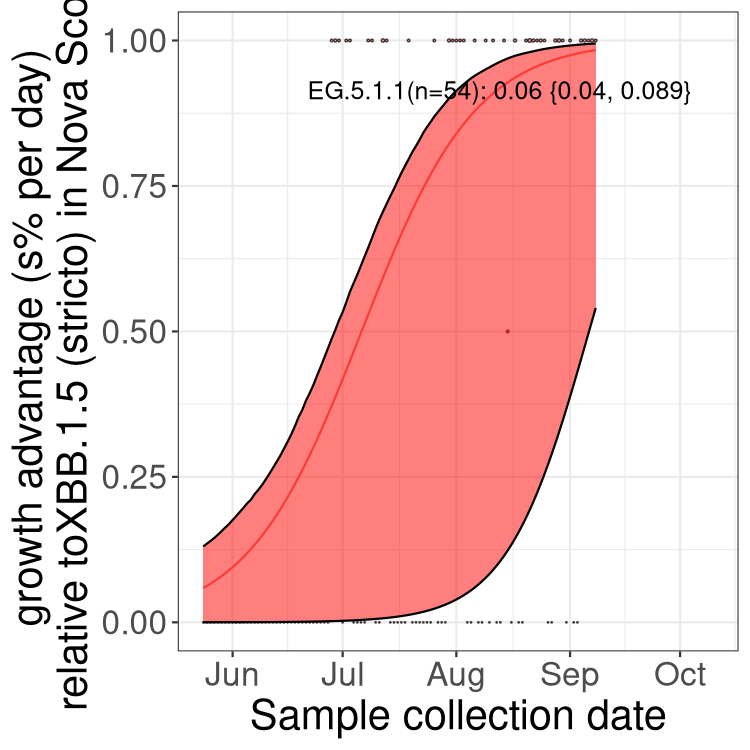 growth advantage (s% per day)
relative toXBB.1.5 (stricto) in Nova Sco
1.00
0.75
0.50
0.25
0.00
EG.5.1.1(n=54): 0.06 {0.04, 0.089}
Jun Jul Aug Sep Oct
Sample collection date